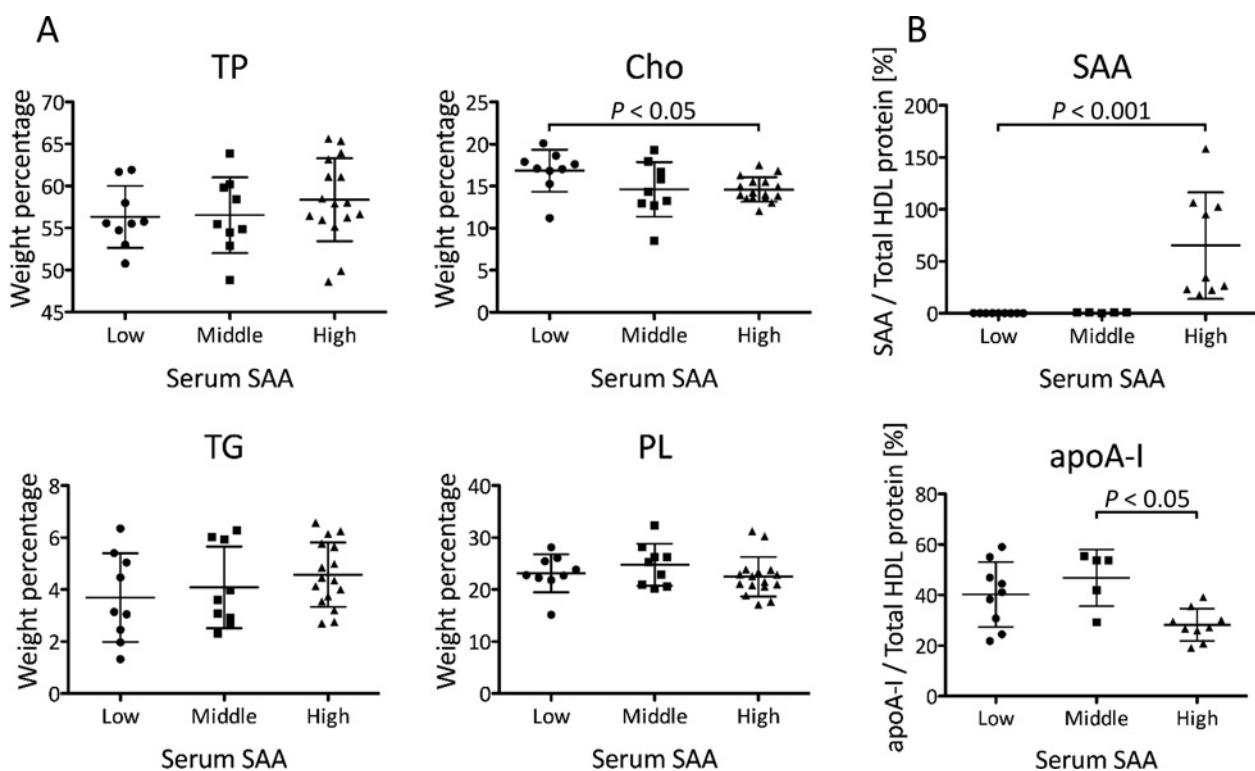 A
TP
Weight percentage
70
65
60
55
50
45
Low Middle High
Serum SAA
Cho
P < 0.05
Weight percentage
25
20
15
10
5
0
Low Middle High
Serum SAA
B
SAA
P < 0.001
SAA / Total HDL protein [%]
200
150
100
50
0
Low Middle High
Serum SAA
TG
Weight percentage
8
6
4
2
0
Low Middle High
Serum SAA
PL
Weight percentage
40
30
20
10
0
Low Middle High
Serum SAA
apoA-I
P < 0.05
apoA-I / Total HDL protein [%]
80
60
40
20
0
Low Middle High
Serum SAA